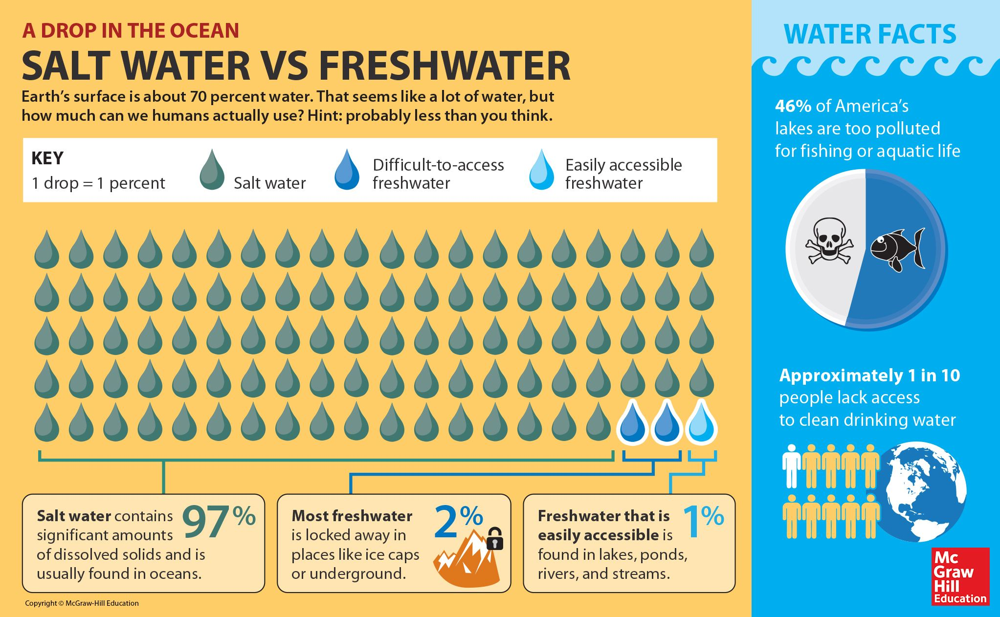 A DROP IN THE OCEAN
SALT WATER VS FRESHWATER
Earth's surface is about 70 percent water. That seems like a lot of water, but
how much can we humans actually use? Hint: probably less than you think.
KEY
1 drop = 1 percent
Salt water
Difficult-to-access
freshwater
Easily accessible
freshwater
Salt water contains
significant amounts
of dissolved solids and is
usually found in oceans.
97%
Most freshwater
is locked away in
places like ice caps
or underground.
2%
Freshwater that is
easily accessible is
found in lakes, ponds,
rivers, and streams.
1%
Copyright © McGraw-Hill Education
WATER FACTS
46% of America's
lakes are too polluted
for fishing or aquatic life
Approximately 1 in 10
people lack access
to clean drinking water
Mc
Graw
Hill
Education